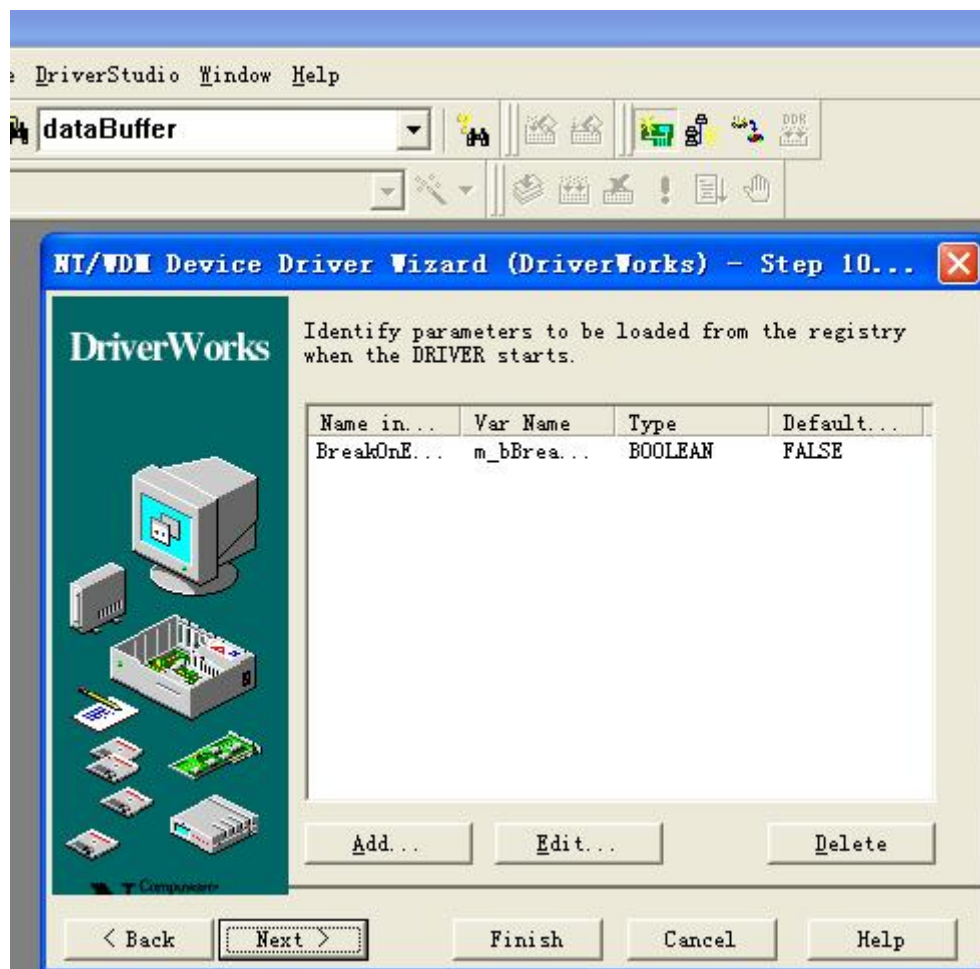 DriverStudio Window Help
dataBuffer
DDR
NT/WDM Device Driver Wizard (DriverWorks) - Step 10...
DriverWorks
Identify parameters to be loaded from the registry
when the DRIVER starts.
Name in... Var Name Type Default...
BreakOnE... m_bBrea... BOOLEAN FALSE
Add... Edit... Delete
Compuware
< Back Next > Finish Cancel Help